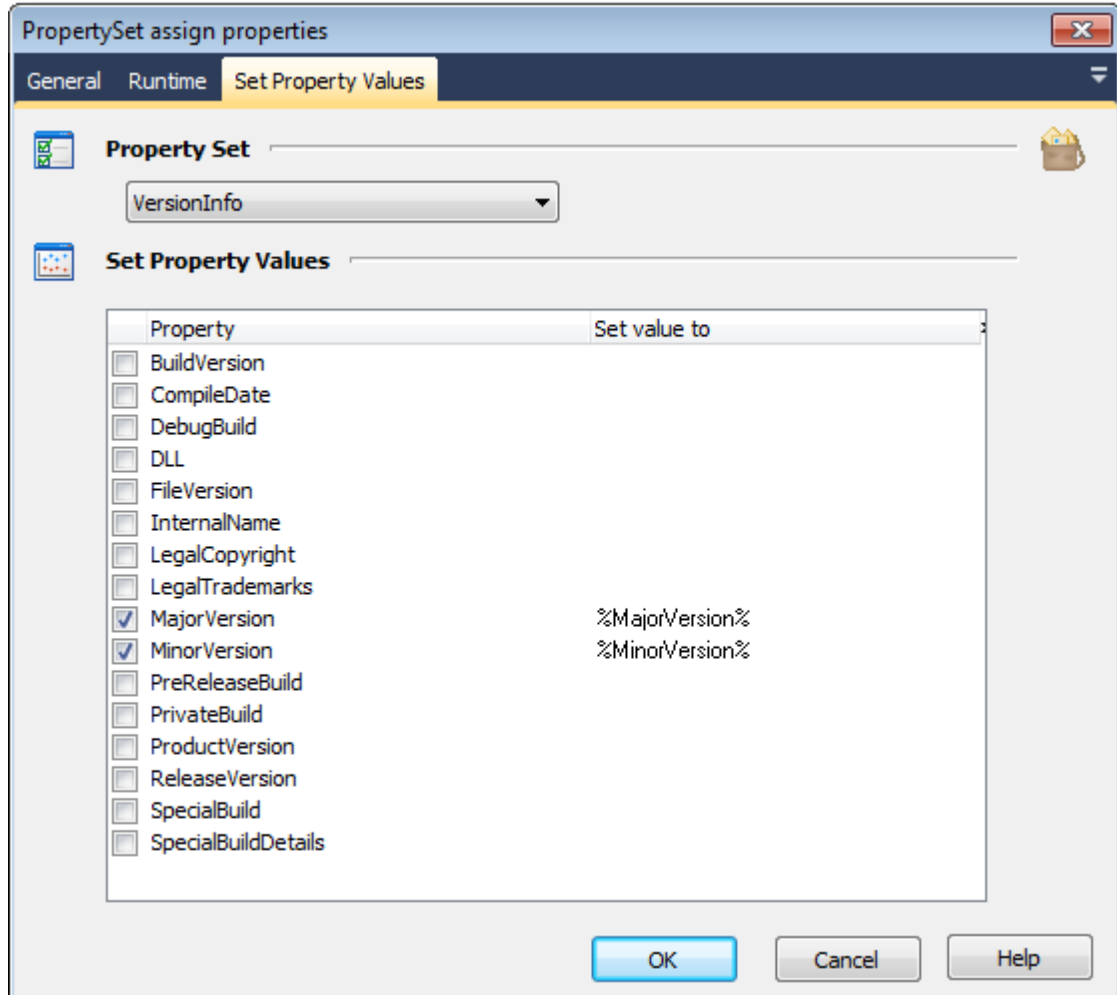 PropertySet assign properties
General Runtime Set Property Values
Property Set
VersionInfo
Set Property Values
Property Set value to
BuildVersion
CompileDate
DebugBuild
DLL
FileVersion
InternalName
LegalCopyright
LegalTrademarks
MajorVersion %MajorVersion%
MinorVersion %MinorVersion%
PreReleaseBuild
PrivateBuild
ProductVersion
ReleaseVersion
SpecialBuild
SpecialBuildDetails
OK Cancel Help